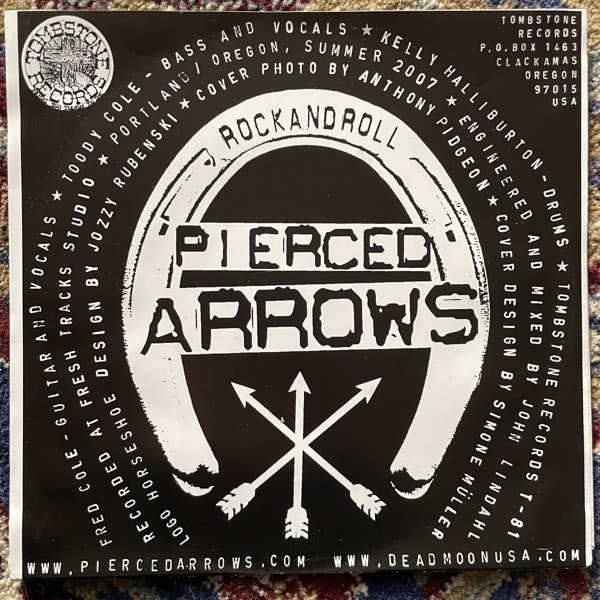 TOMBSTONE
RECORDS
TOMBSTONE
RECORDS
P.O.BOX 1463
CLACKAMAS
OREGON
97015
USA
FRED COLE - GUITAR AND VOCALS ★ TOODY COLE - BASS AND VOCALS ★ KELLY HALLIBURTON - DRUMS ★ TOMBSTONE RECORDS T-81
RECORDED AT FRESH TRACKS STUDIO ★ PORTLAND/OREGON, SUMMER 2007 ★ ENGINEERED AND MIXED BY JOHN LINDAHL
LOGO HORSESHOE DESIGN BY JOZZY RUBENSKI ★ COVER PHOTO BY ANTHONY PIDGEON ★ COVER DESIGN BY SIMONE MÜLLER
ROCKANDROLL
PIERCED
ARROWS
WWW.PIERCEDARROWS.COM WWW.DEADMOONUSA.COM